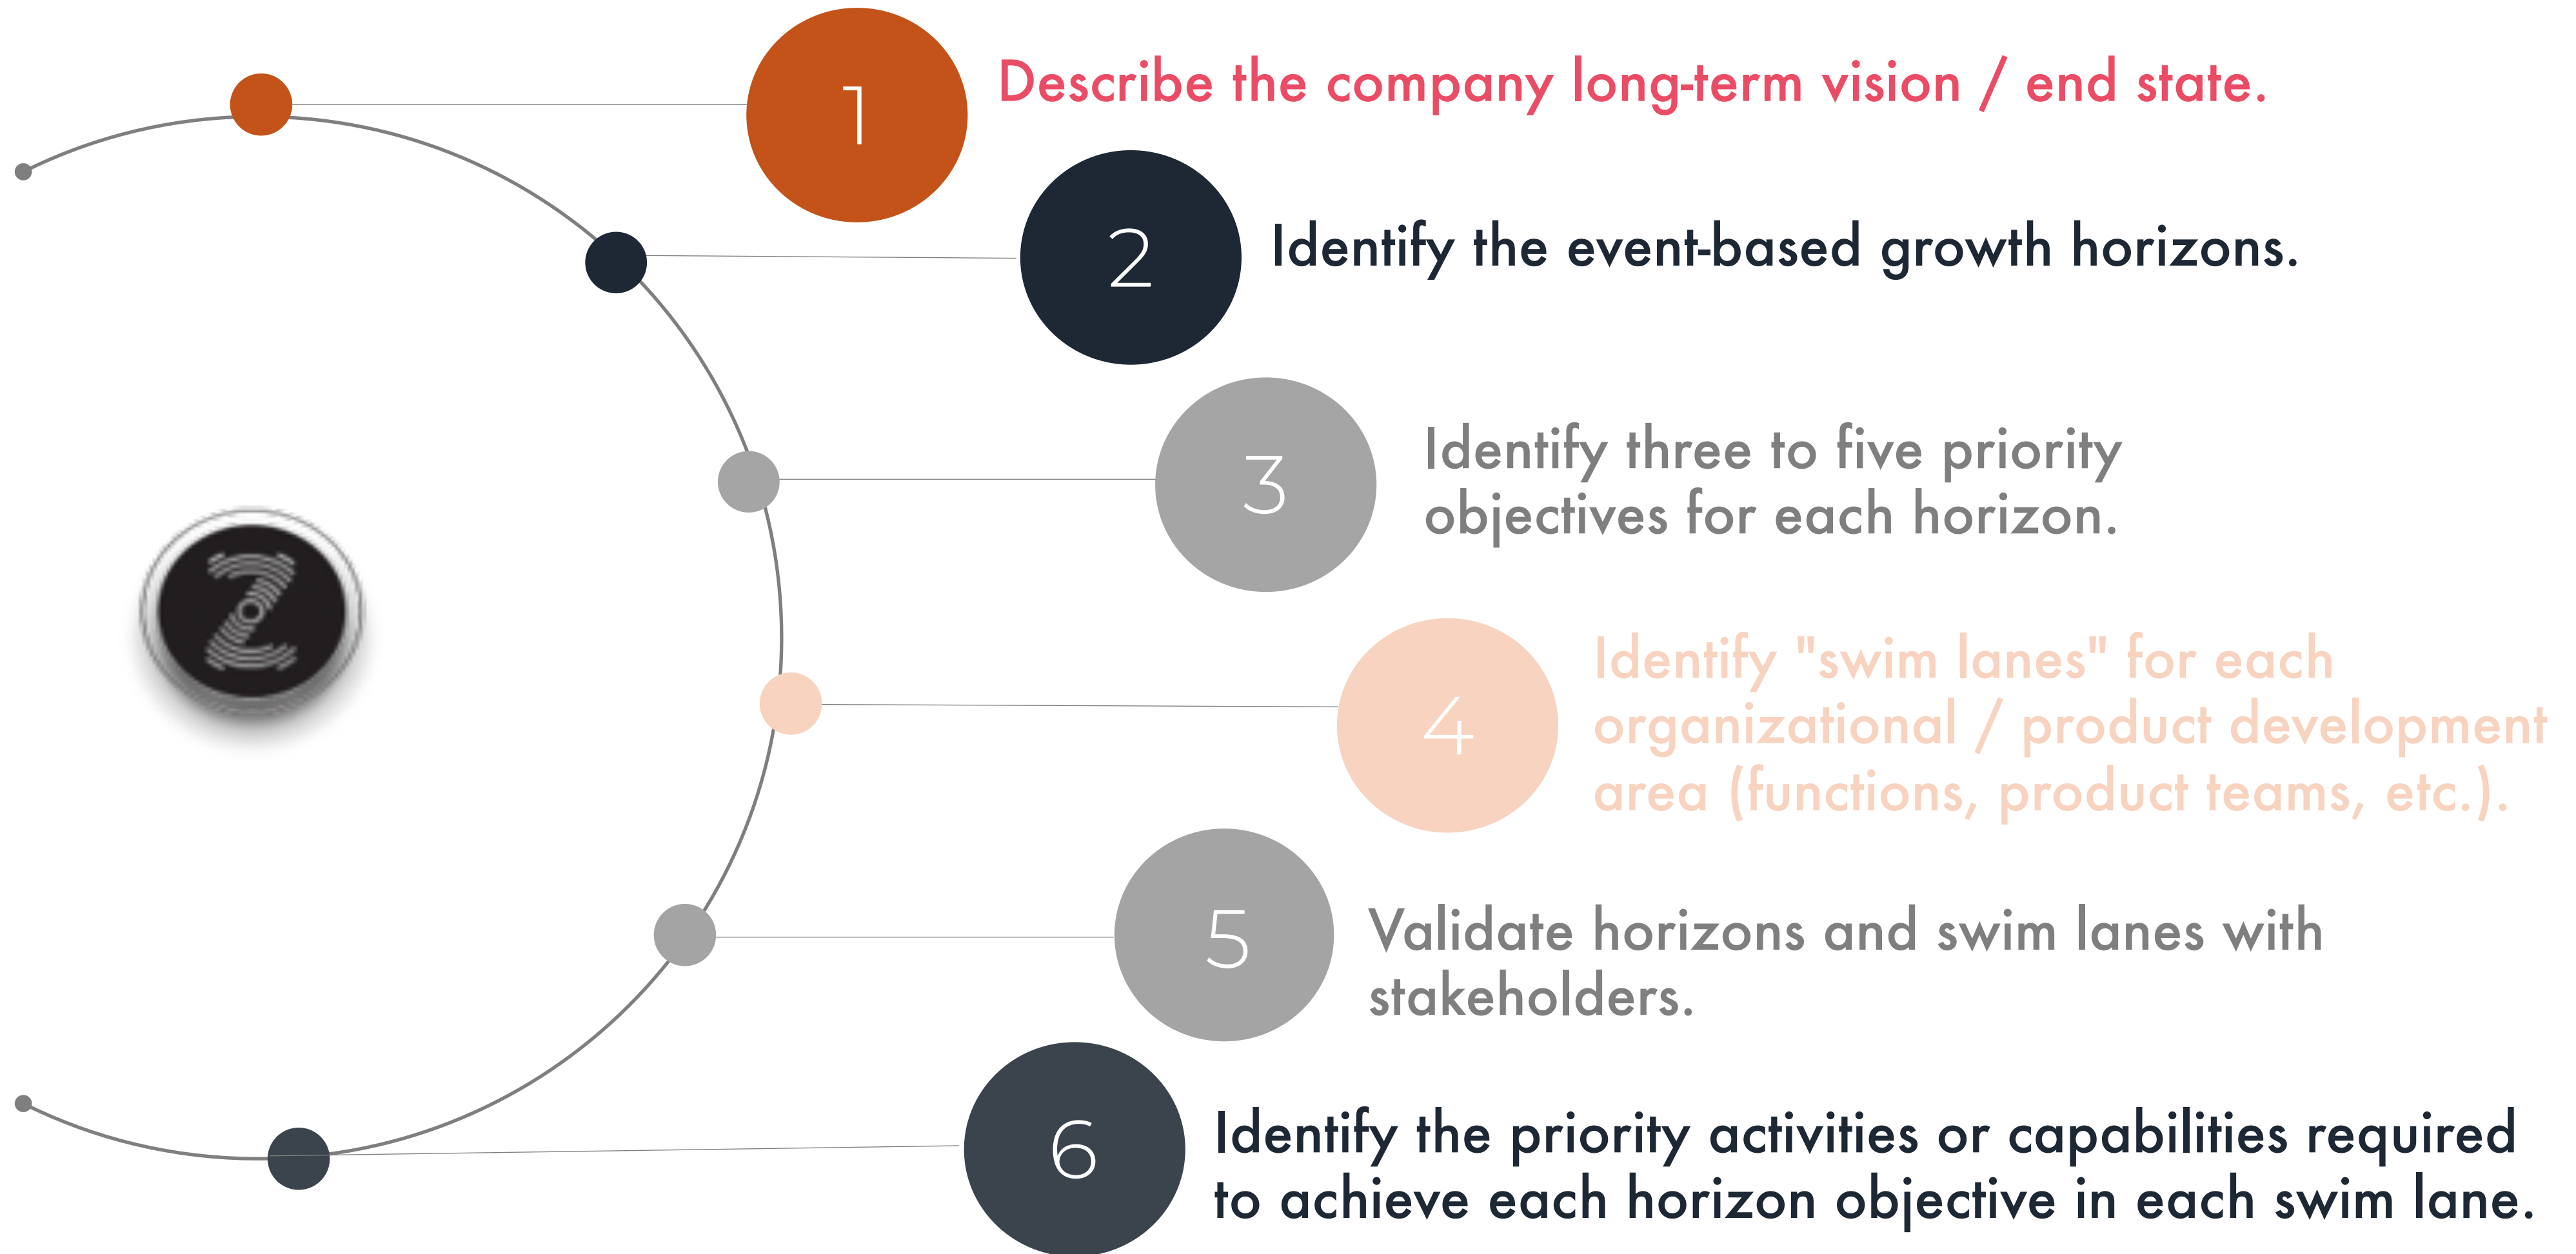 1
Describe the company long-term vision / end state.
2
Identify the event-based growth horizons.
3
Identify three to five priority
objectives for each horizon.
4
Identify "swim lanes" for each
organizational / product development
area (functions, product teams, etc.).
5
Validate horizons and swim lanes with
stakeholders.
6
Identify the priority activities or capabilities required
to achieve each horizon objective in each swim lane.
Z